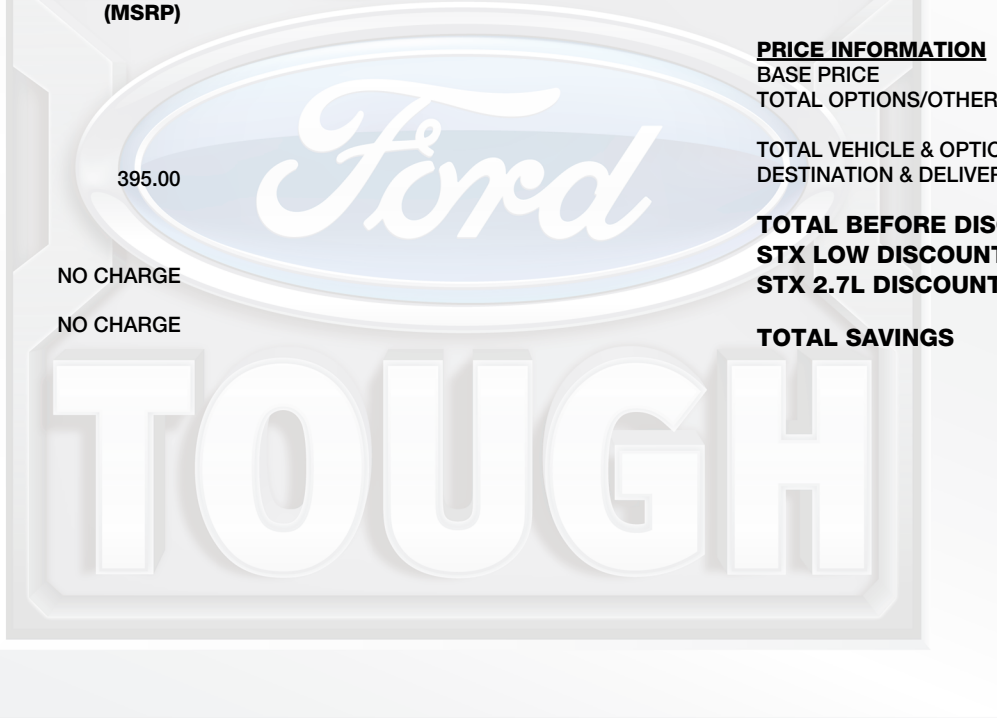 (MSRP)
395.00
NO CHARGE
NO CHARGE
Ford
TOUGH
PRICE INFORMATION
BASE PRICE
TOTAL OPTIONS/OTHER
TOTAL VEHICLE & OPTIO
DESTINATION & DELIVER
TOTAL BEFORE DIS
STX LOW DISCOUNT
STX 2.7L DISCOUNT
TOTAL SAVINGS